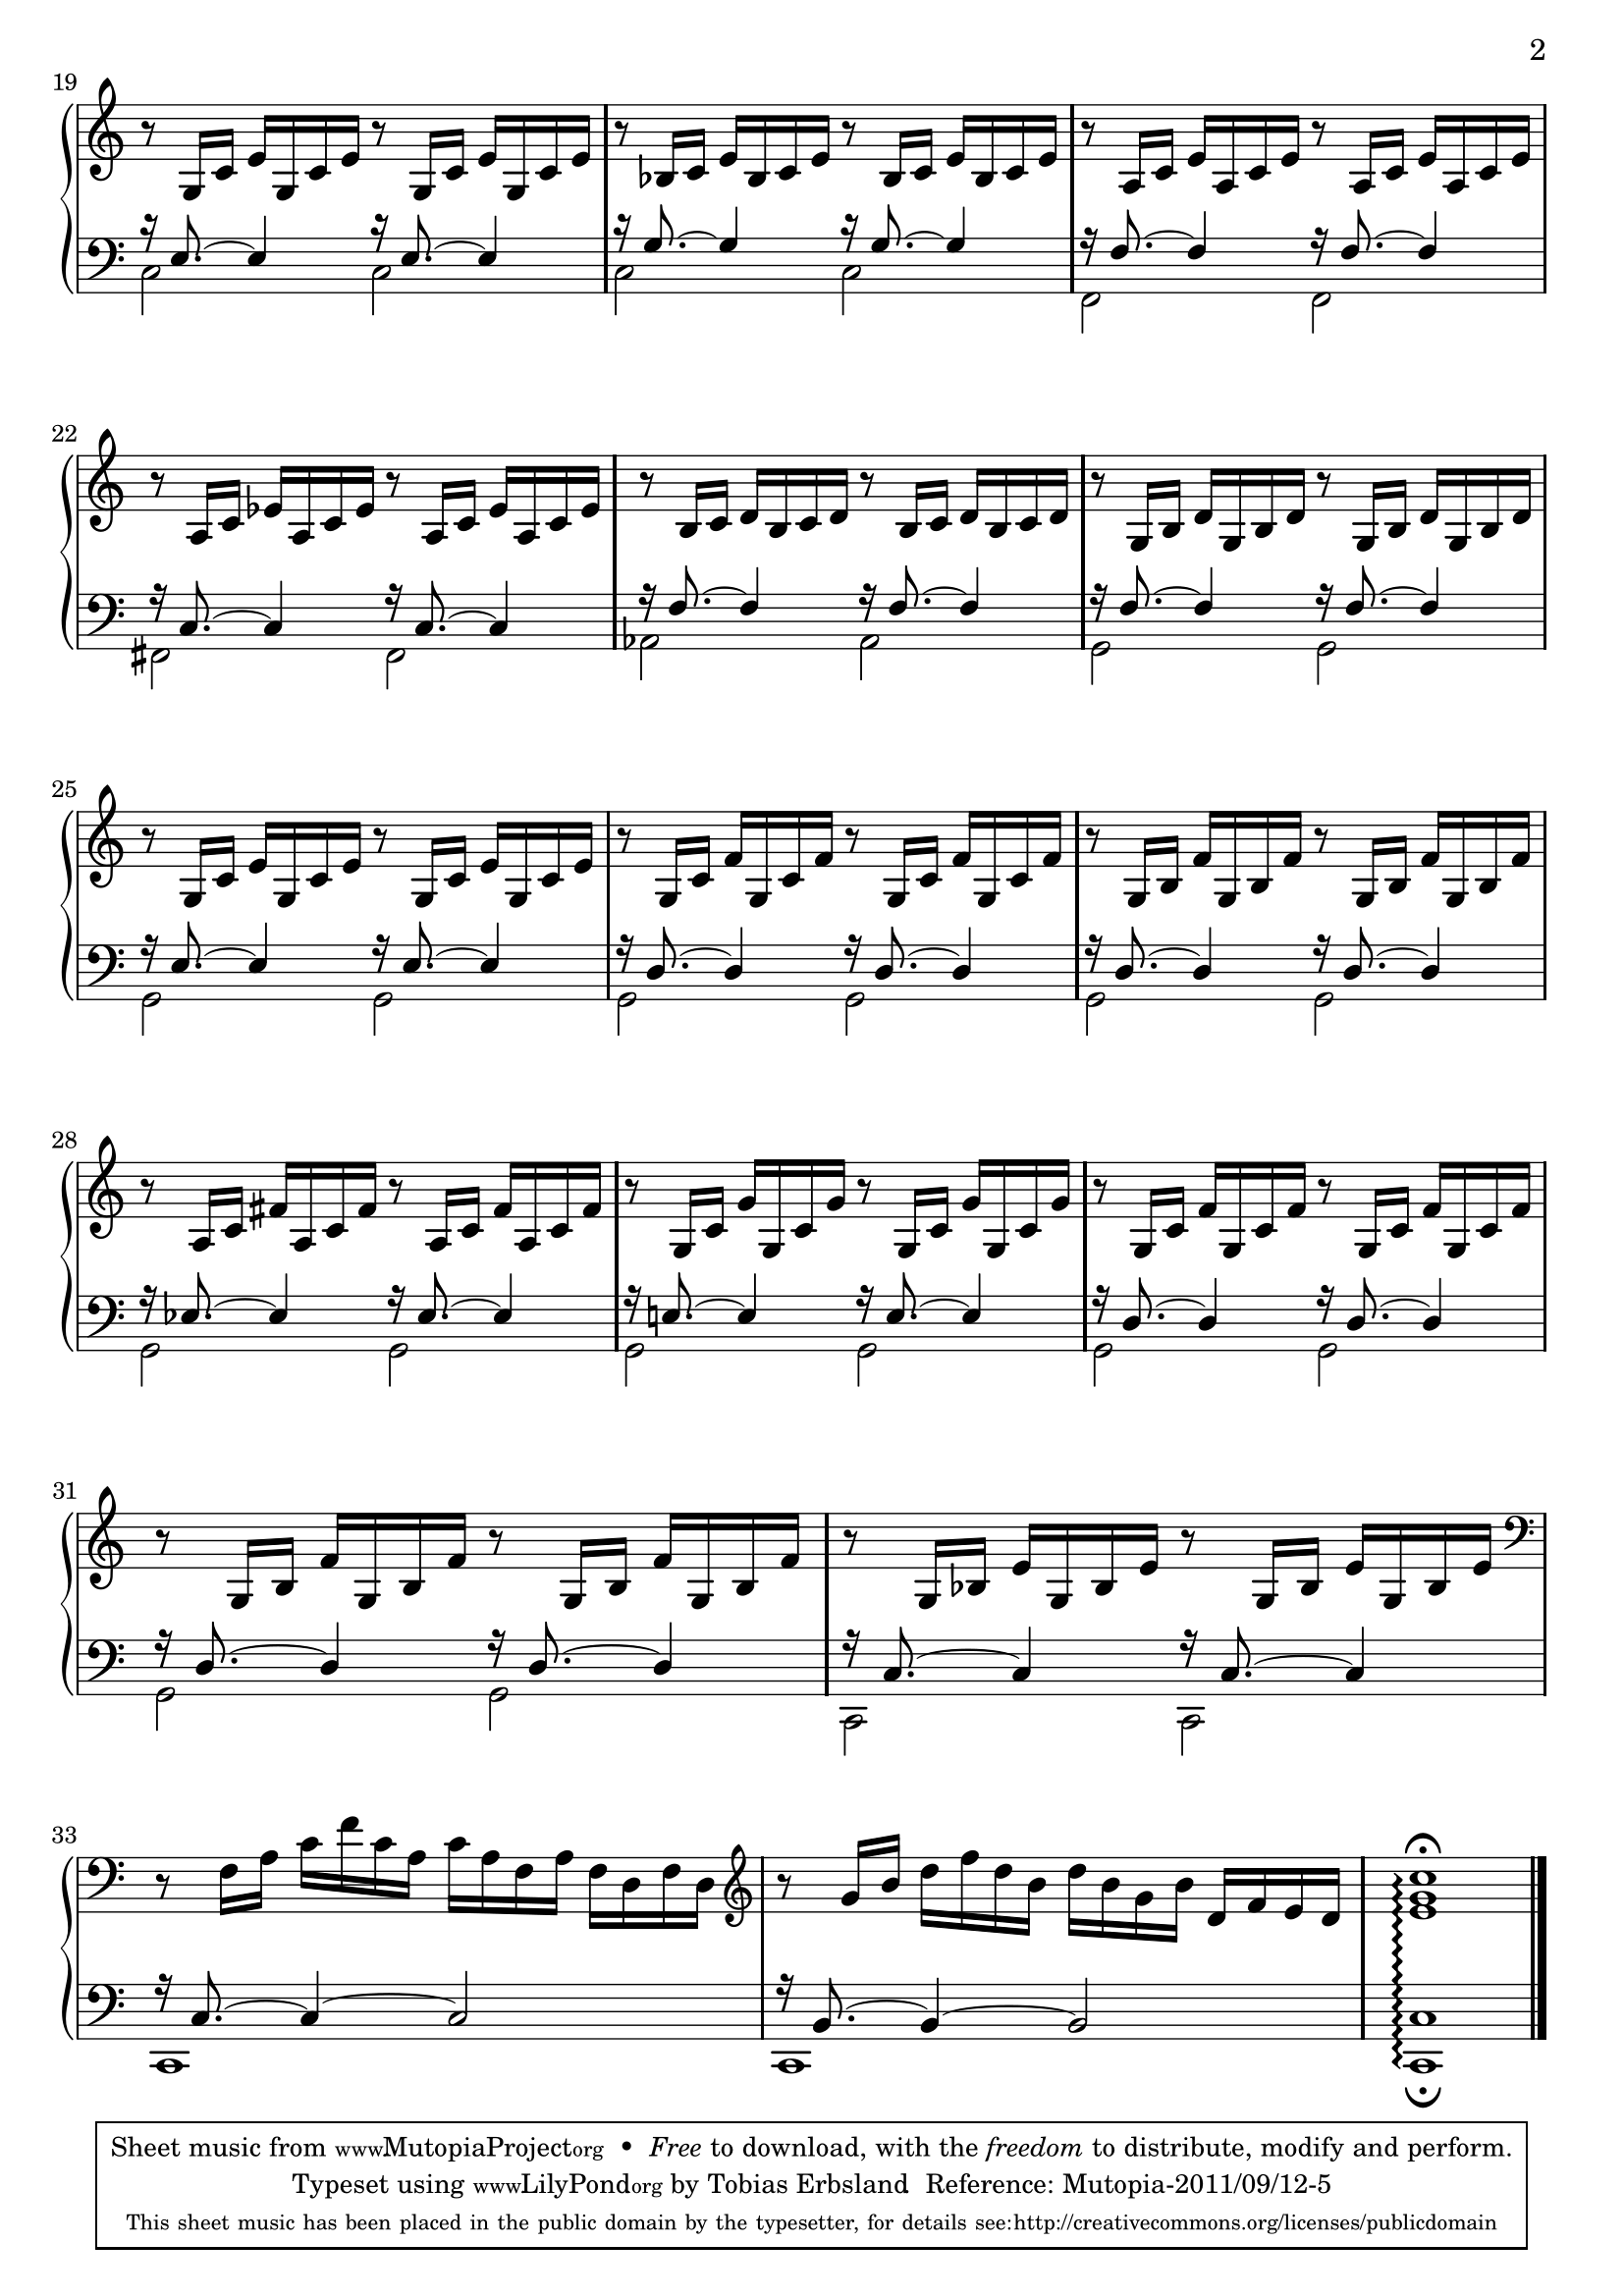 2
19
22
25
28
31
33
Sheet music from www.MutopiaProject.org • Free to download, with the freedom to distribute, modify and perform.
Typeset using www.LilyPond.org by Tobias Erbsland Reference: Mutopia-2011/09/12-5
This sheet music has been placed in the public domain by the typesetter, for details see:http://creativecommons.org/licenses/publicdomain